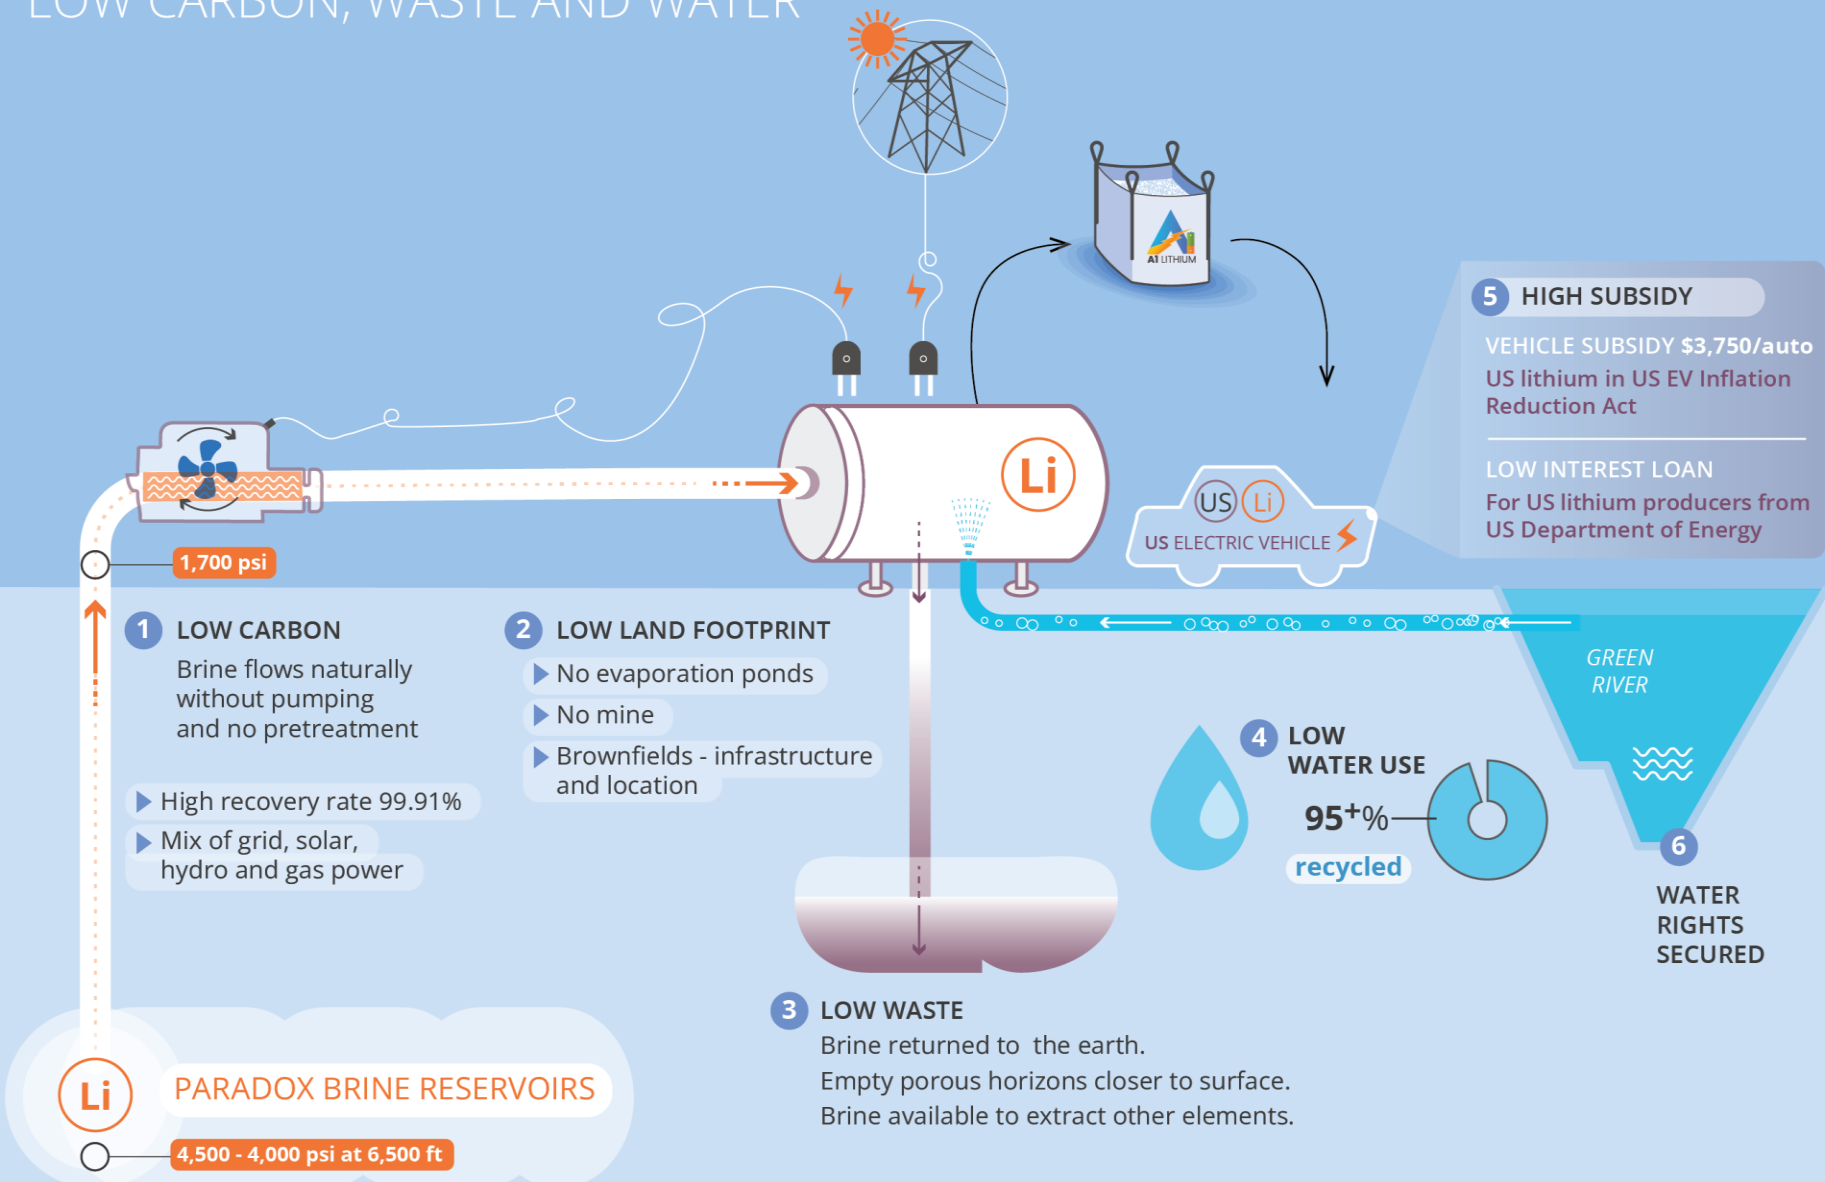 LOW CARBON, WASTE AND WATER
A1 LITHIUM
5 HIGH SUBSIDY
VEHICLE SUBSIDY $3,750/auto
US lithium in US EV Inflation
Reduction Act
LOW INTEREST LOAN
For US lithium producers from
US Department of Energy
Li
US Li
US ELECTRIC VEHICLE
1,700 psi
1 LOW CARBON
Brine flows naturally
without pumping
and no pretreatment
High recovery rate 99.91%
Mix of grid, solar,
hydro and gas power
2 LOW LAND FOOTPRINT
No evaporation ponds
No mine
Brownfields - infrastructure
and location
GREEN
RIVER
4 LOW
WATER USE
95+%
recycled
6
WATER
RIGHTS
SECURED
3 LOW WASTE
Brine returned to the earth.
Empty porous horizons closer to surface.
Brine available to extract other elements.
Li
PARADOX BRINE RESERVOIRS
4,500 - 4,000 psi at 6,500 ft